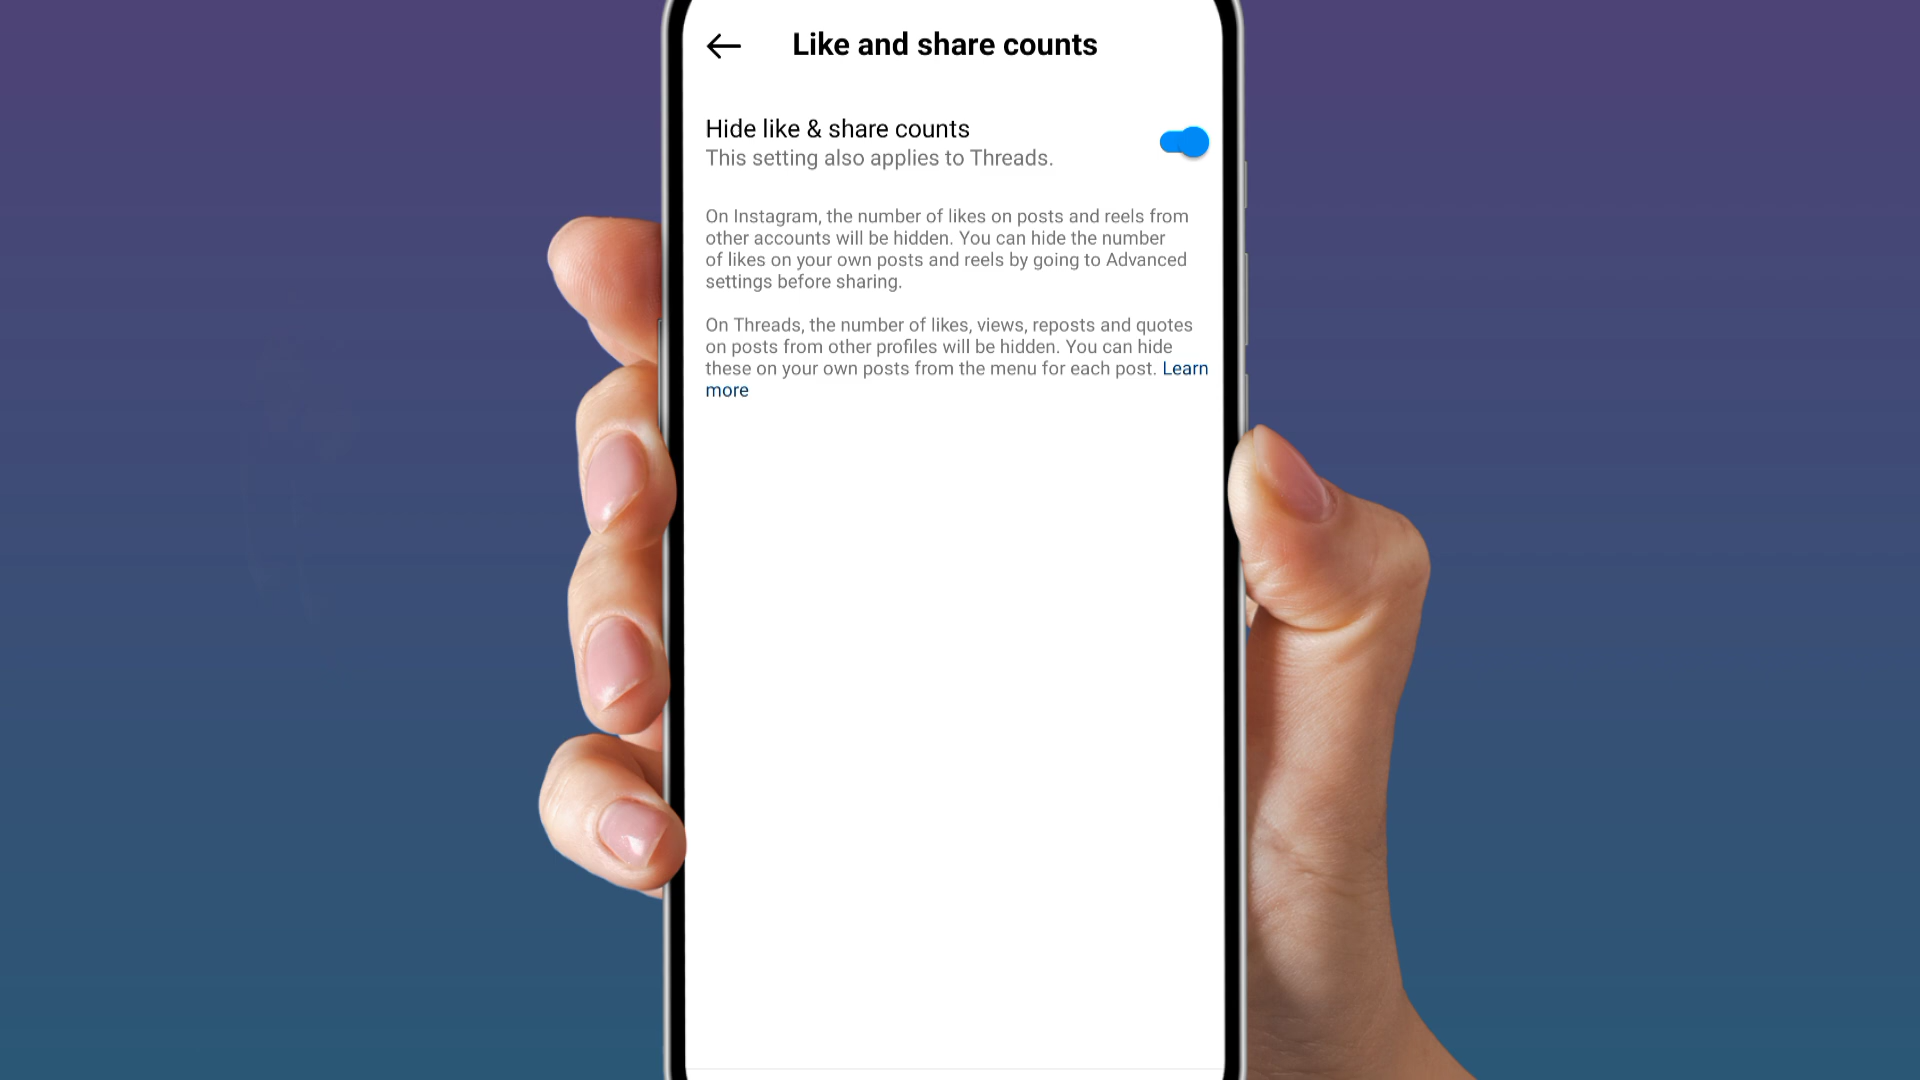 Like and share counts
Hide like & share counts
This setting also applies to Threads.
On Instagram, the number of likes on posts and reels from
other accounts will be hidden. You can hide the number
of likes on your own posts and reels by going to Advanced
settings before sharing.
On Threads, the number of likes, views, reposts and quotes
on posts from other profiles will be hidden. You can hide
these on your own posts from the menu for each post. Learn
more